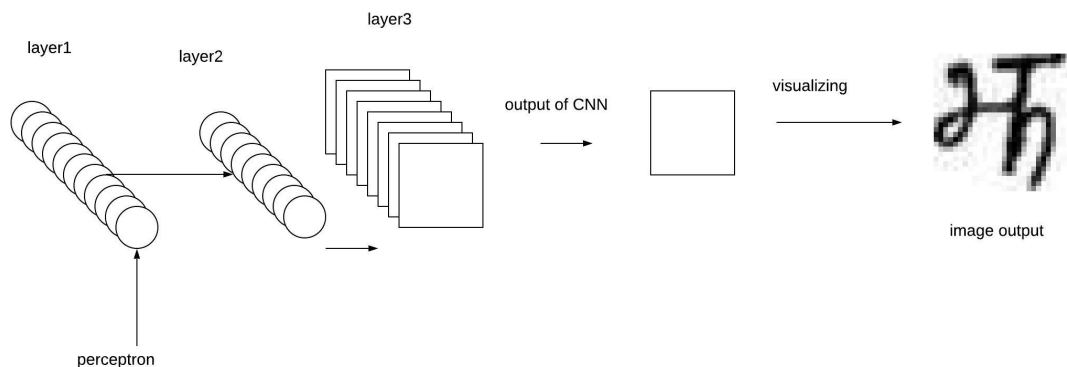 layer3
layer1
layer2
visualizing
output of CNN
image output
perceptron